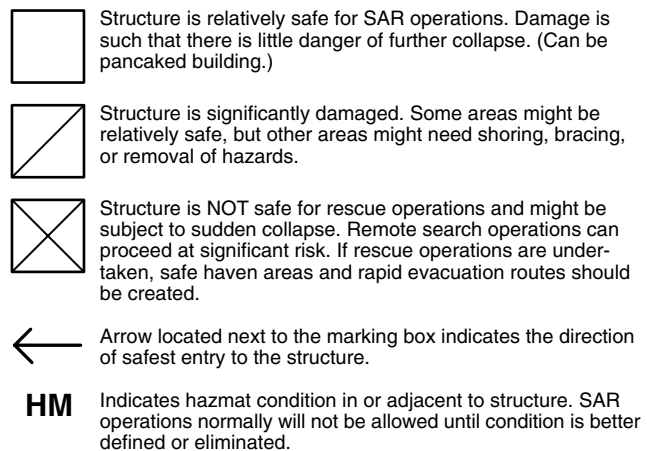 Structure is relatively safe for SAR operations. Damage is
such that there is little danger of further collapse. (Can be
pancaked building.)
Structure is significantly damaged. Some areas might be
relatively safe, but other areas might need shoring, bracing,
or removal of hazards.
Structure is NOT safe for rescue operations and might be
subject to sudden collapse. Remote search operations can
proceed at significant risk. If rescue operations are under-
taken, safe haven areas and rapid evacuation routes should
be created.
Arrow located next to the marking box indicates the direction
of safest entry to the structure.
HM Indicates hazmat condition in or adjacent to structure. SAR
operations normally will not be allowed until condition is better
defined or eliminated.